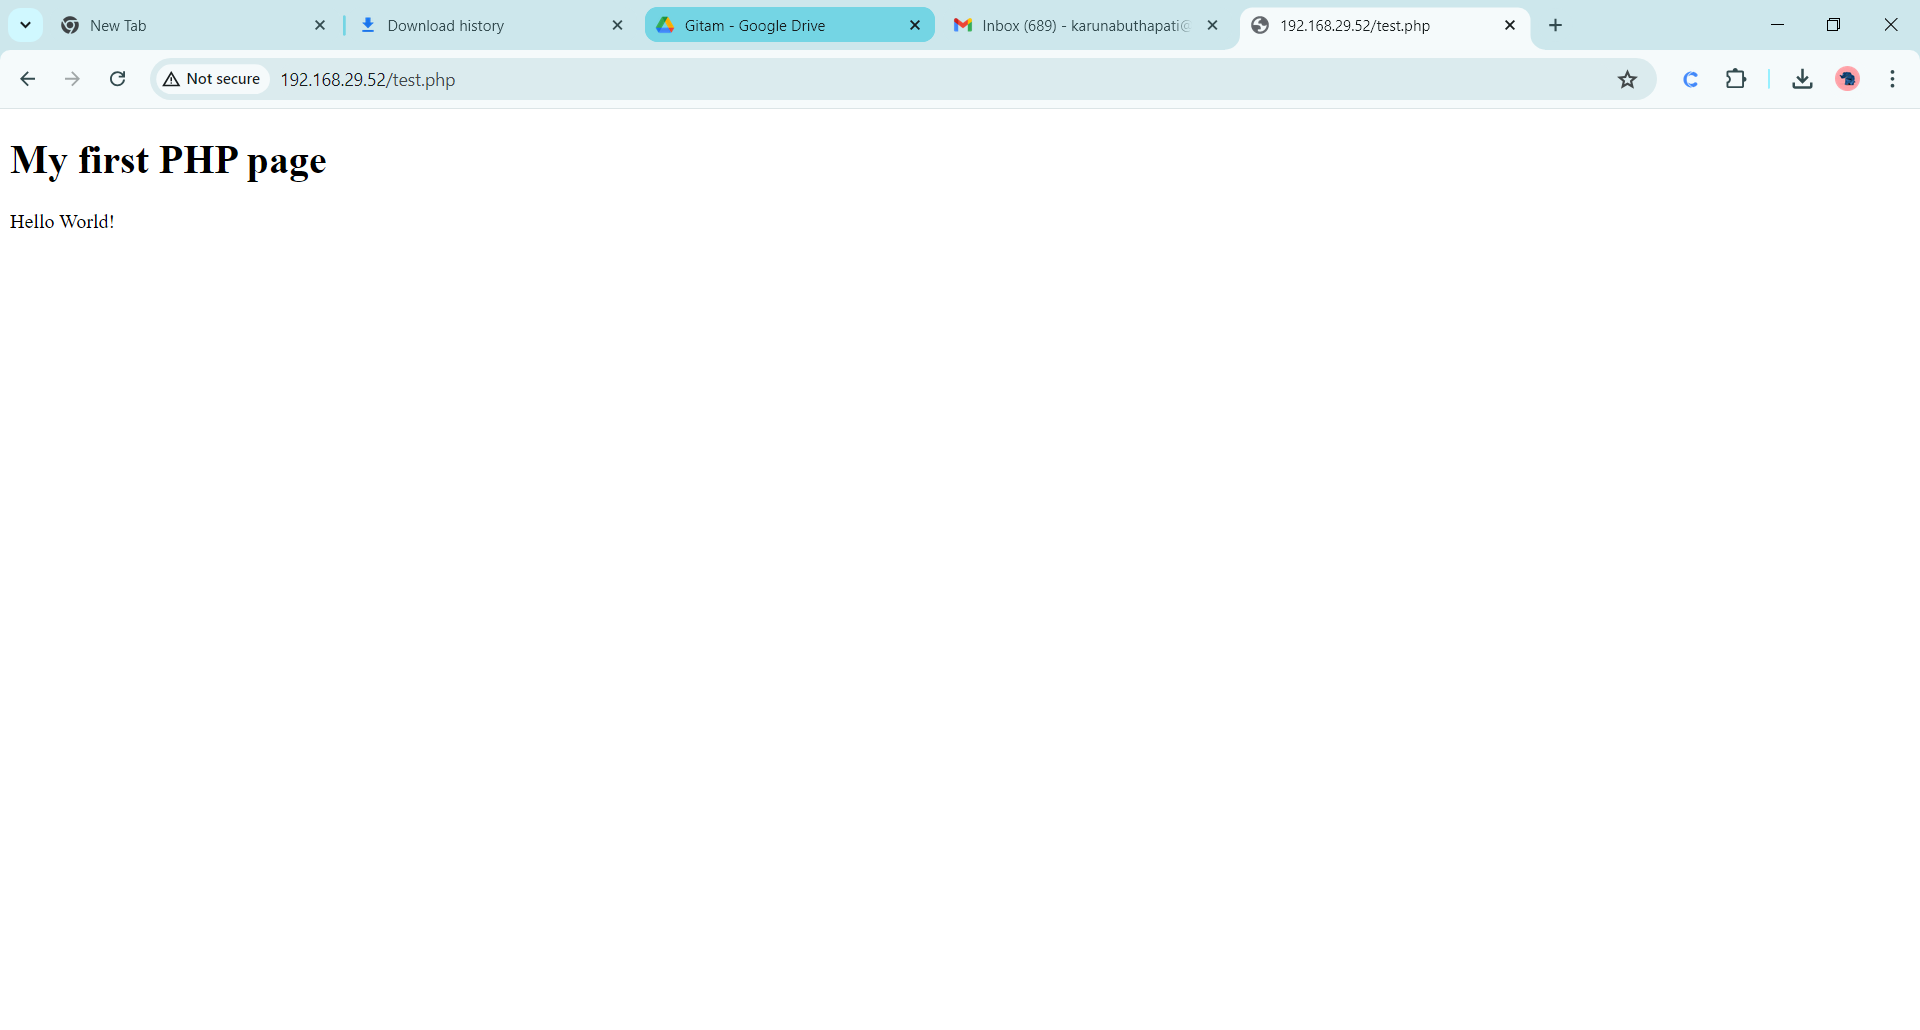 New Tab
Download history
Gitam - Google Drive
Inbox (689) - karunabuthapati@
192.168.29.52/test.php
Not secure
192.168.29.52/test.php
My first PHP page
Hello World!